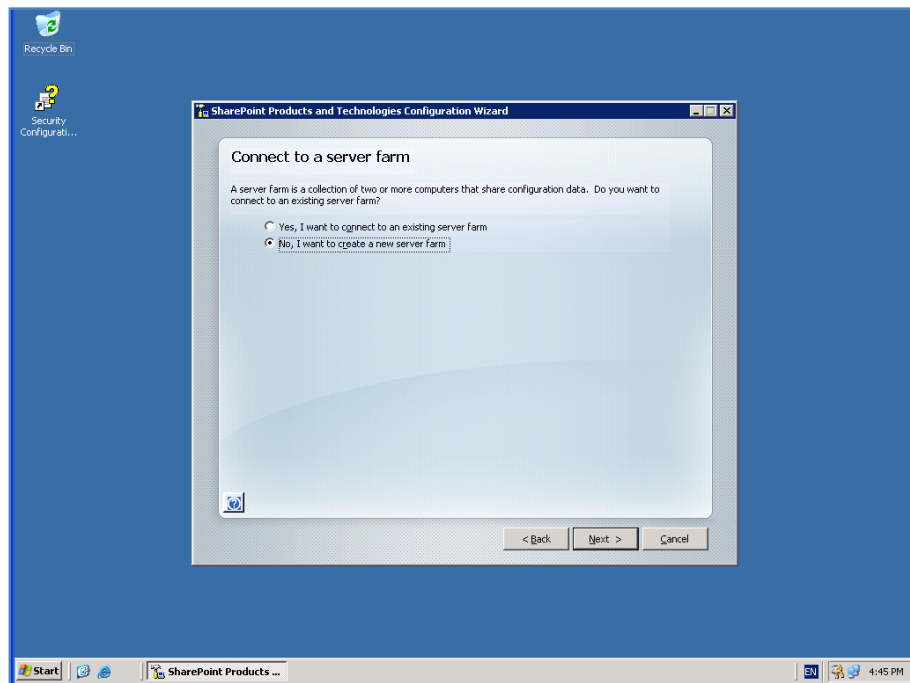 Recycle Bin
Security
Configurati...
SharePoint Products and Technologies Configuration Wizard
Connect to a server farm
A server farm is a collection of two or more computers that share configuration data. Do you want to
connect to an existing server farm?
Yes, I want to connect to an existing server farm
No, I want to create a new server farm
< Back
Next >
Cancel
Start
SharePoint Products ...
EN
4:45 PM